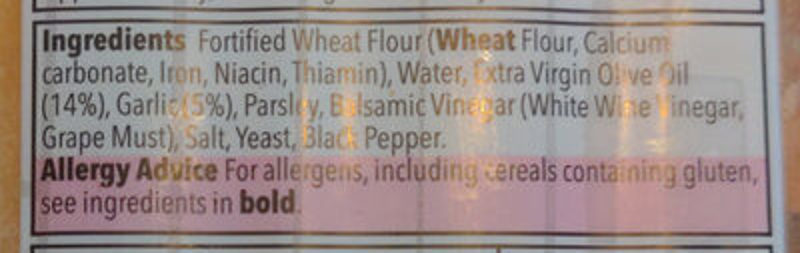 Ingredients Fortified Wheat Flour (Wheat Flour, Calcium
carbonate, Iron, Niacin, Thiamin), Water, Extra Virgin Olive Oil
(14%), Garlic (5%), Parsley, Balsamic Vinegar (White Wine Vinegar,
Grape Must), Salt, Yeast, Black Pepper.
Allergy Advice For allergens, including cereals containing gluten,
see ingredients in bold.